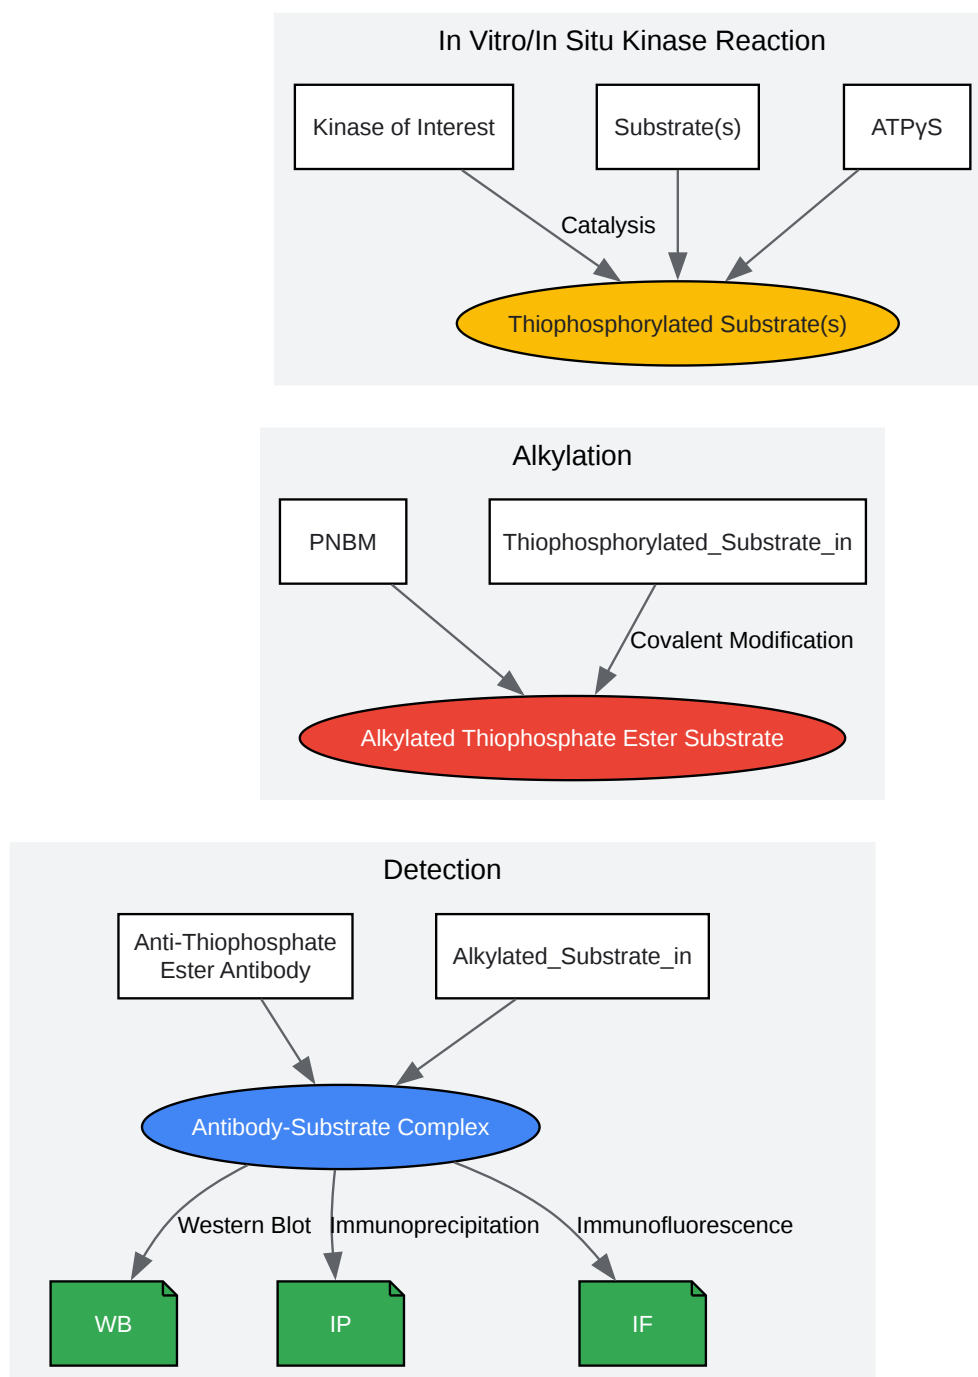 In Vitro/In Situ Kinase Reaction
Kinase of Interest
Substrate(s)
ATPγS
Catalysis
Thiophosphorylated Substrate(s)
Alkylation
PNBM
Thiophosphorylated_Substrate_in
Covalent Modification
Alkylated Thiophosphate Ester Substrate
Detection
Anti-Thiophosphate
Ester Antibody
Alkylated_Substrate_in
Antibody-Substrate Complex
Western Blot
Immunoprecipitation
Immunofluorescence
WB
IP
IF